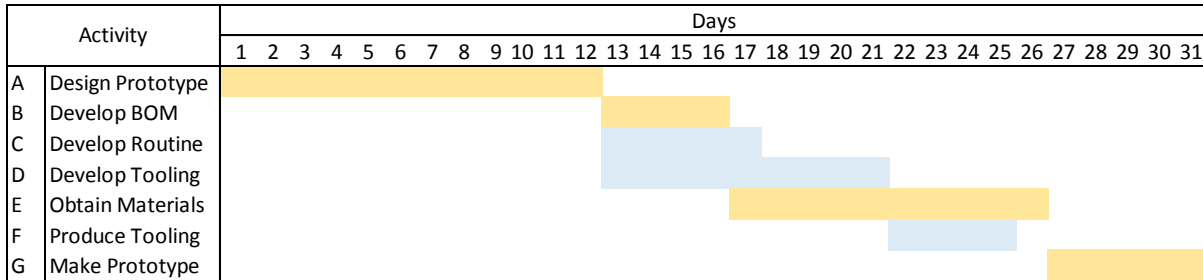 Activity Days
1 2 3 4 5 6 7 8 9 10 11 12 13 14 15 16 17 18 19 20 21 22 23 24 25 26 27 28 29 30 31
A Design Prototype
B Develop BOM
C Develop Routine
D Develop Tooling
E Obtain Materials
F Produce Tooling
G Make Prototype